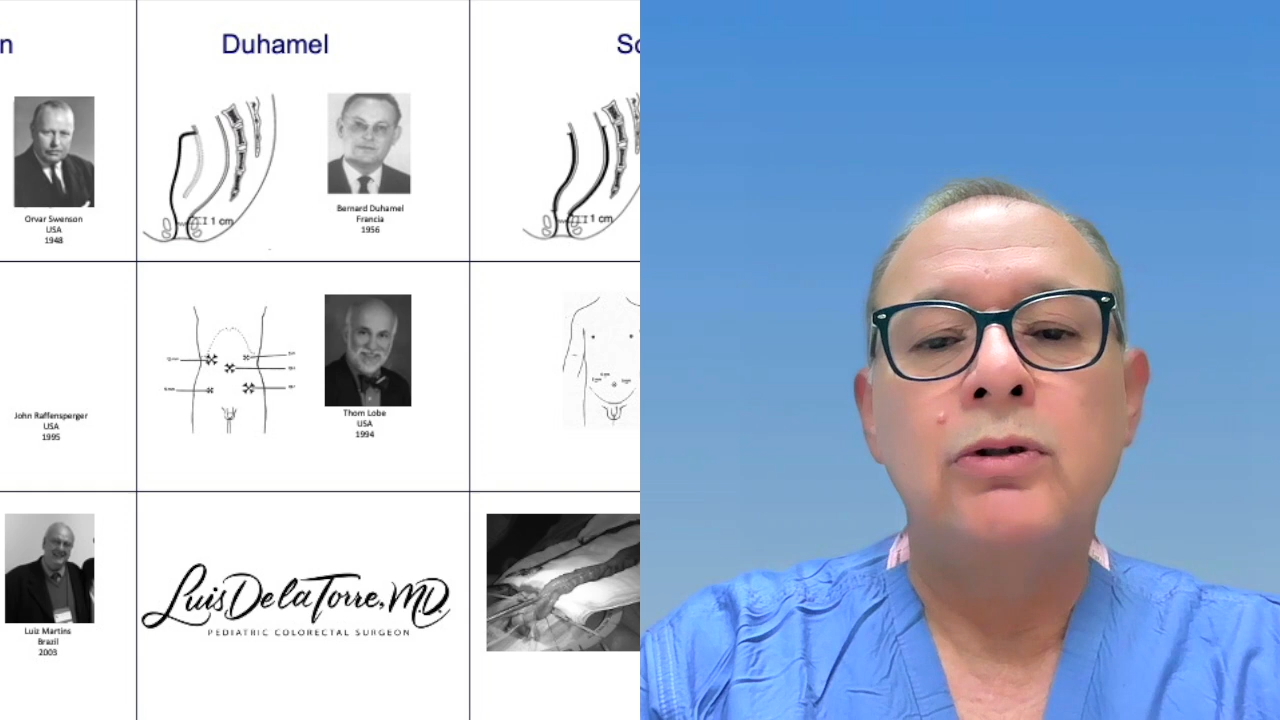 n
Duhamel
So
Orvar Swenson
USA
1948
1 cm
Bernard Duhamel
Francia
1956
1 cm
John Raffensperger
USA
1995
Thom Lobe
USA
1994
Luiz Martins
Brazil
2003
Luis De la Torre, MD.
PEDIATRIC COLORECTAL SURGEON